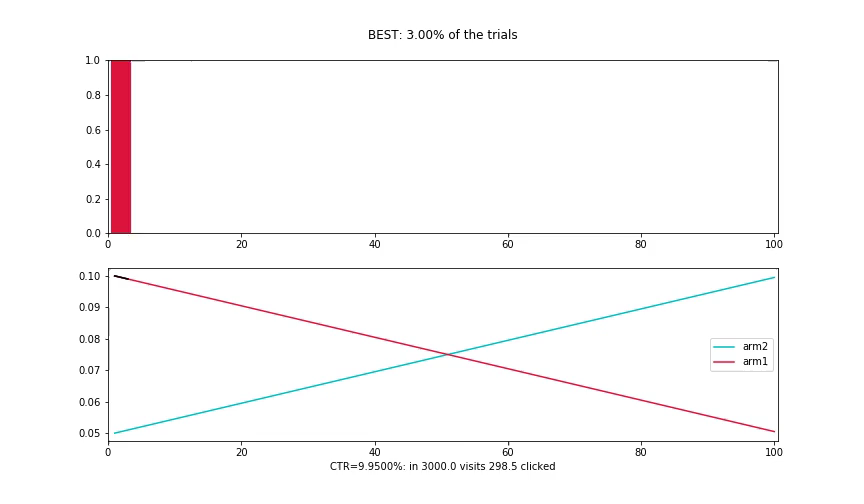 BEST: 3.00% of the trials
1.0
0.8
0.6
0.4
0.2
0.0
0 20 40 60 80 100
0.10
0.09
0.08
0.07
0.06
0.05
arm2
arm1
0 20 40 60 80 100
CTR=9.9500%: in 3000.0 visits 298.5 clicked